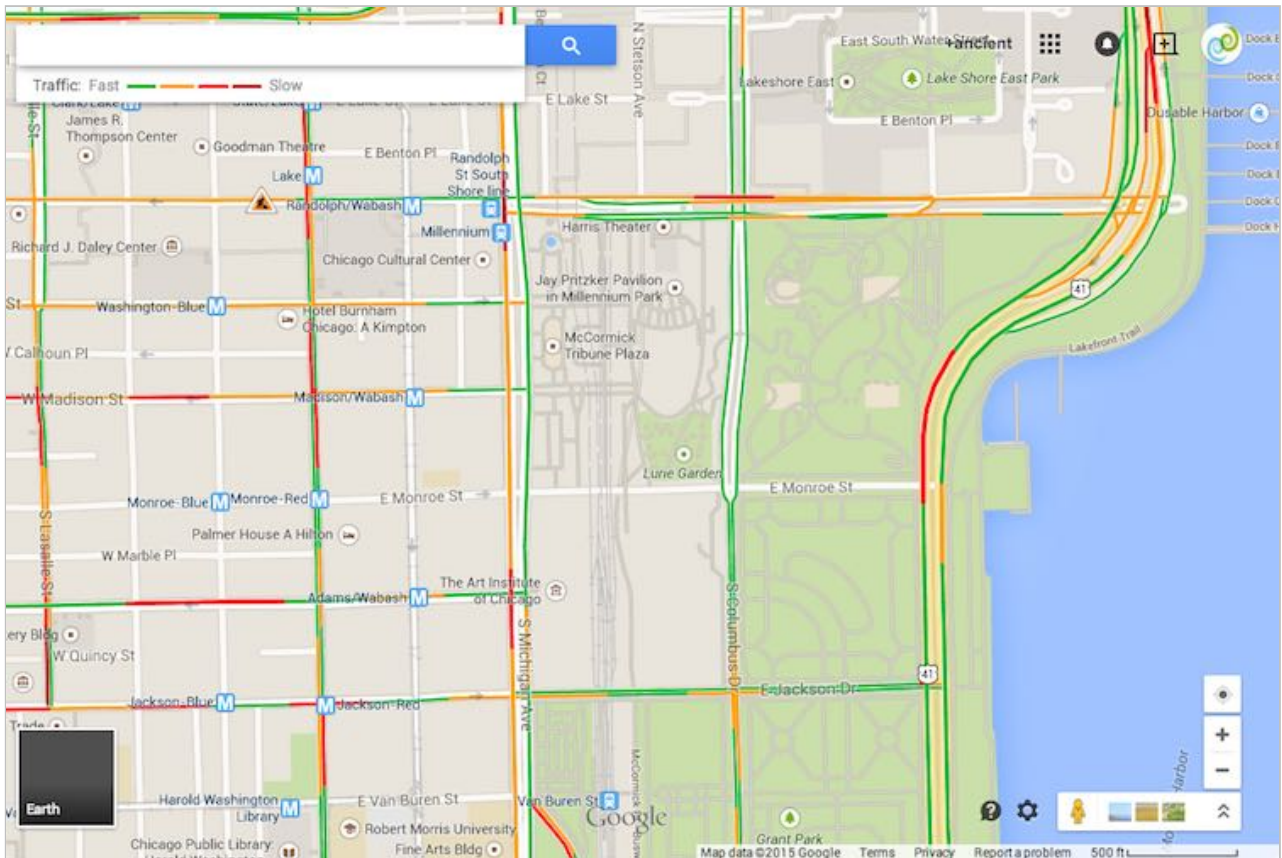 East South Water Street
+ancient
Traffic: Fast
Slow
Lakeshore East
Lake Shore East Park
Dusable Harbor
E Lake St
N Stetson Ave
E Benton Pl
James R.
Thompson Center
Goodman Theatre
E Benton Pl
Randolph
St South
Shore line
Lake
Randolph/Wabash
Millennium
Harris Theater
Richard J. Daley Center
Chicago Cultural Center
Jay Pritzker Pavilion
in Millennium Park
41
Washington-Blue
Hotel Burnham
Chicago: A Kimpton
McCormick
Tribune Plaza
Lakefront Trail
W Calhoun Pl
W Madison St
Madison/Wabash
Lurie Garden
Monroe-Blue
Monroe-Red
E Monroe St
E Monroe St
Palmer House A Hilton
S Lasalle St
W Marble Pl
The Art Institute
of Chicago
Adams/Wabash
S Columbus Dr
S Michigan Ave
W Quincy St
41
Jackson-Blue
Jackson-Red
E Jackson Dr
Trade
Earth
Harold Washington
Library
E Van Buren St
Van Buren St
Google
Robert Morris University
Grant Park
Chicago Public Library:
Fine Arts Bldg
Map data ©2015 Google
Terms
Privacy
Report a problem
500 ft